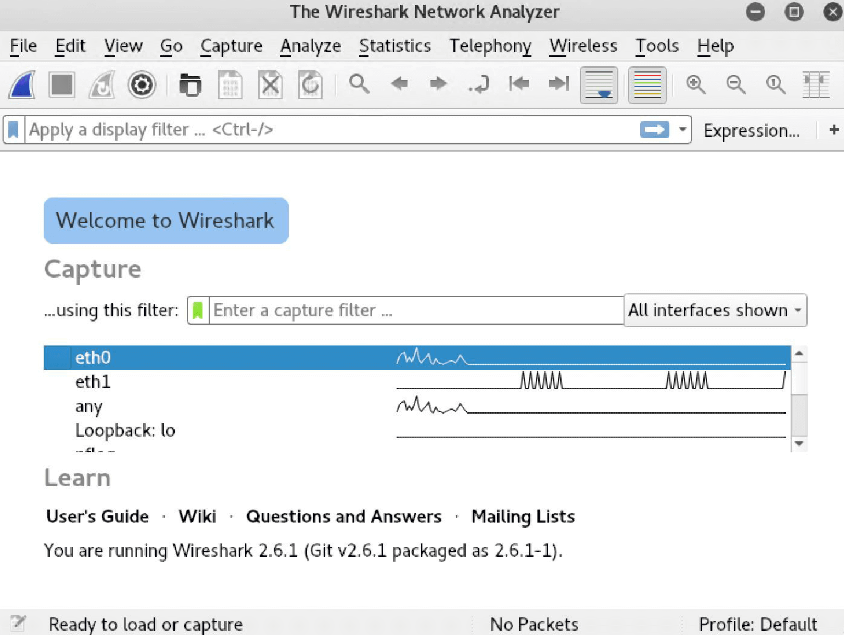 The Wireshark Network Analyzer
File Edit View Go Capture Analyze Statistics Telephony Wireless Tools Help
Apply a display filter ... <Ctrl-/> Expression... +
Welcome to Wireshark
Capture
...using this filter: Enter a capture filter ... All interfaces shown
eth0
eth1
any
Loopback: lo
Learn
User's Guide · Wiki · Questions and Answers · Mailing Lists
You are running Wireshark 2.6.1 (Git v2.6.1 packaged as 2.6.1-1).
Ready to load or capture No Packets Profile: Default